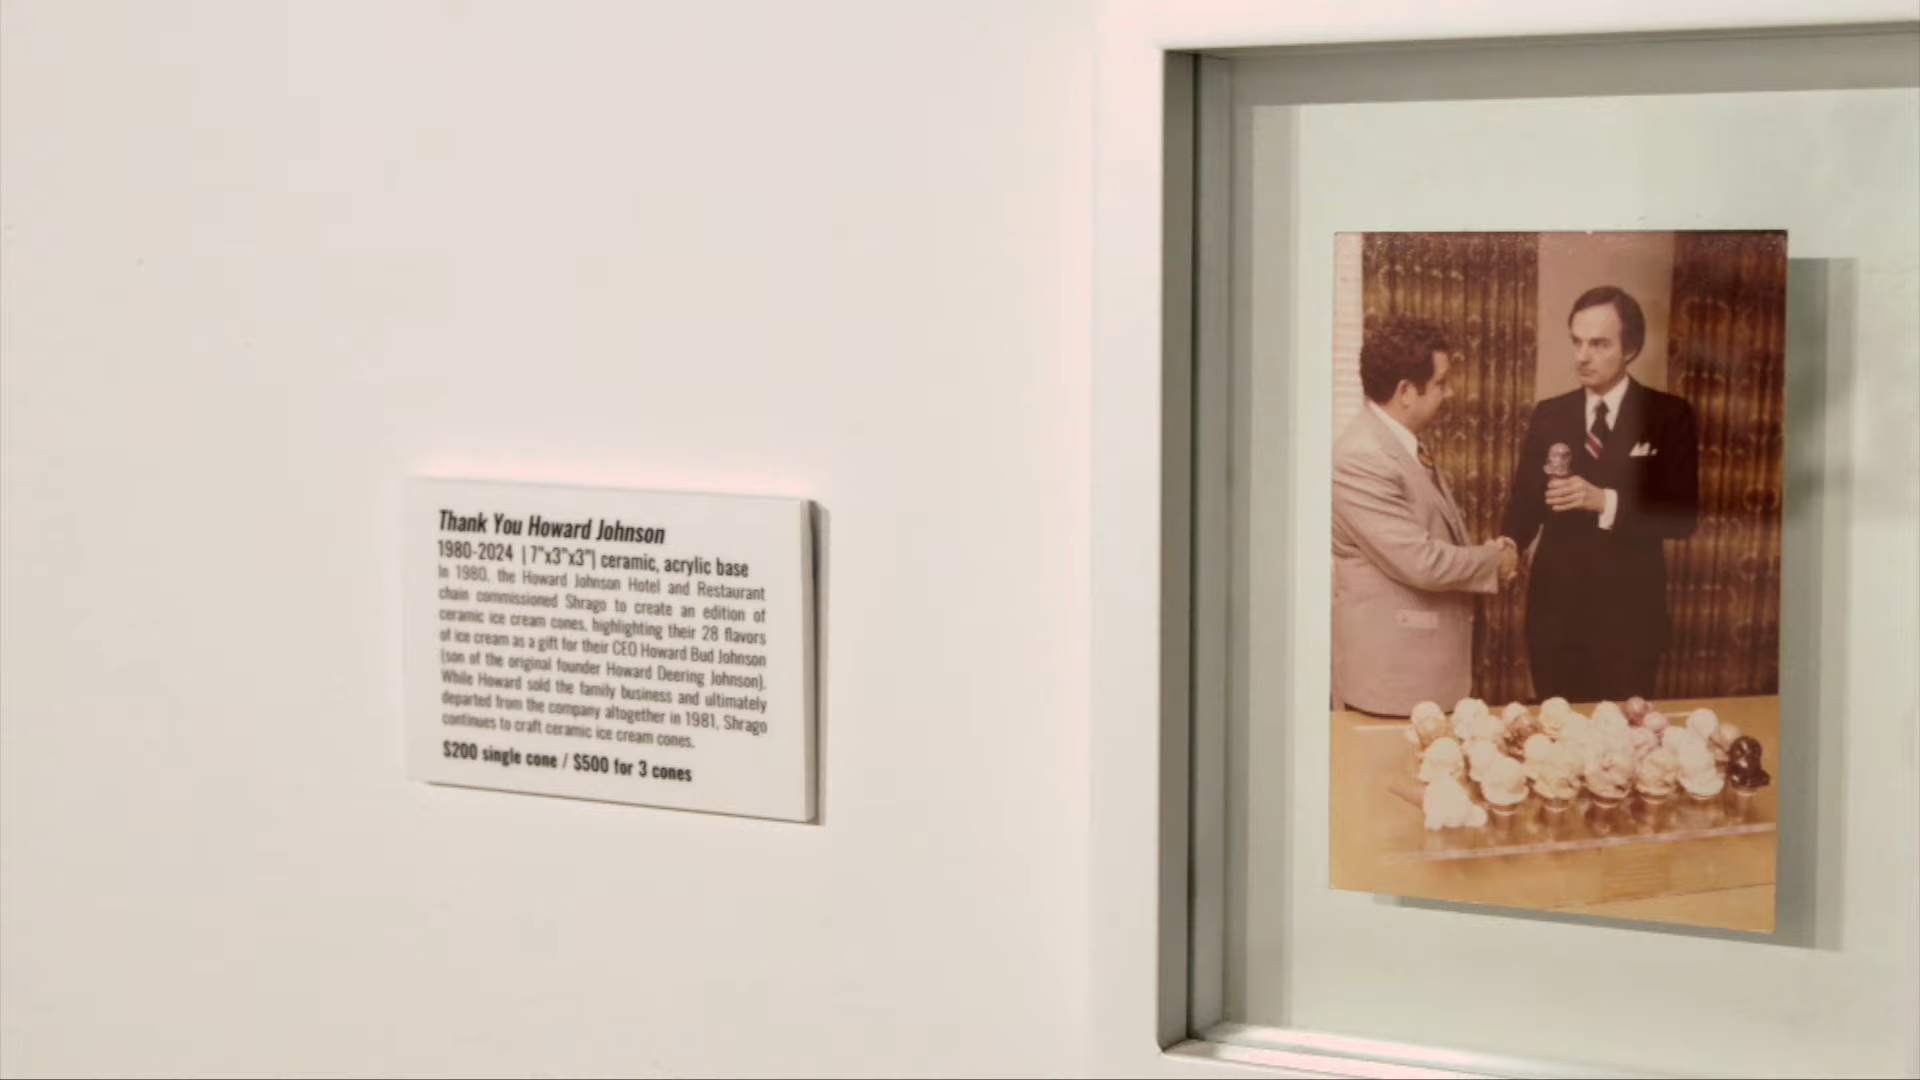 Thank You Howard Johnson
1980-2024 | 7"x3"x3"| ceramic, acrylic base
In 1980, the Howard Johnson Hotel and Restaurant
chain commissioned Shrago to create an edition of
ceramic ice cream cones, highlighting their 28 flavors
of ice cream as a gift for their CEO Howard Bud Johnson
(son of the original founder Howard Deering Johnson).
While Howard sold the family business and ultimately
departed from the company altogether in 1981, Shrago
continues to craft ceramic ice cream cones.
$200 single cone / $500 for 3 cones